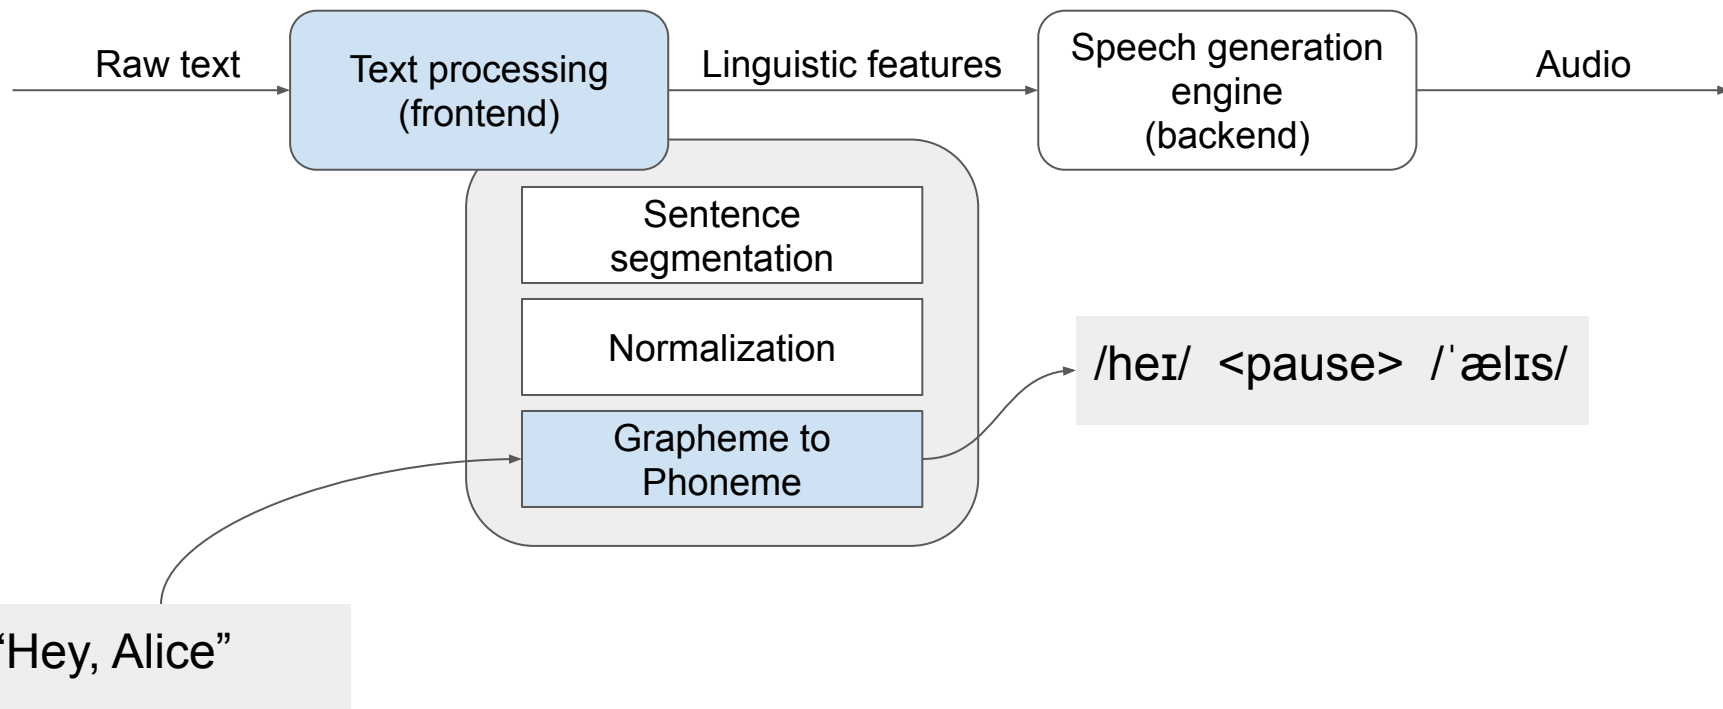 Raw text
Text processing
(frontend)
Linguistic features
Speech generation
engine
(backend)
Audio
Sentence
segmentation
Normalization
Grapheme to
Phoneme
/heɪ/ <pause> /ˈælɪs/
“Hey, Alice”